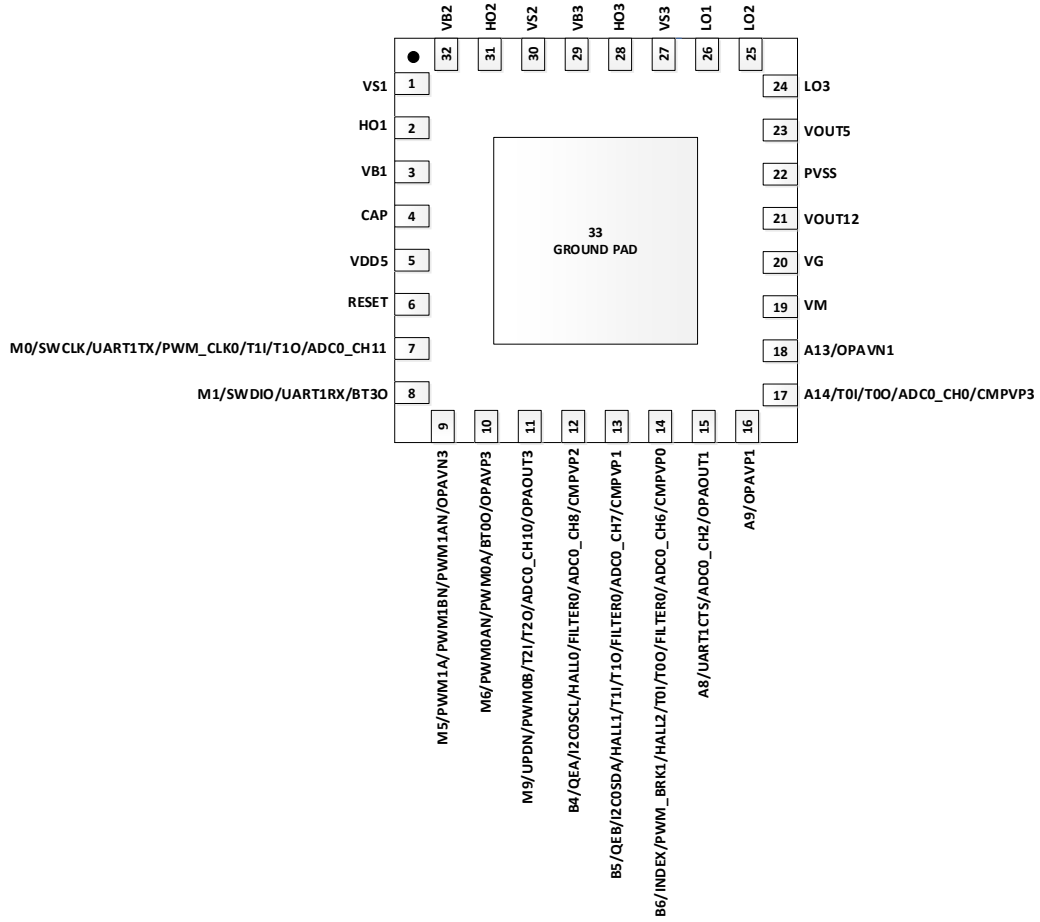 VB2
HO2
VS2
VB3
HO3
VS3
LO1
LO2
32
31
30
29
28
27
26
25
VS1
1
HO1
2
VB1
3
CAP
4
VDD5
5
RESET
6
M0/SWCLK/UART1TX/PWM_CLK0/T1I/T1O/ADC0_CH11
7
M1/SWDIO/UART1RX/BT3O
8
33
GROUND PAD
24
LO3
23
VOUT5
22
PVSS
21
VOUT12
20
VG
19
VM
18
A13/OPAVN1
17
A14/T0I/T0O/ADC0_CH0/CMPVP3
9
10
11
12
13
14
15
16
M5/PWM1A/PWM1BN/PWM1AN/OPAVN3
M6/PWM0AN/PWM0A/BT0O/OPAVP3
M9/UPDN/PWM0B/T2I/T2O/ADC0_CH10/OPAOUT3
B4/QEA/I2C0SCL/HALL0/FILTER0/ADC0_CH8/CMPVP2
B5/QEB/I2C0SDA/HALL1/T1I/T1O/FILTER0/ADC0_CH7/CMPVP1
B6/INDEX/PWM_BRK1/HALL2/T0I/T0O/FILTER0/ADC0_CH6/CMPVP0
A8/UART1CTS/ADC0_CH2/OPAOUT1
A9/OPAVP1